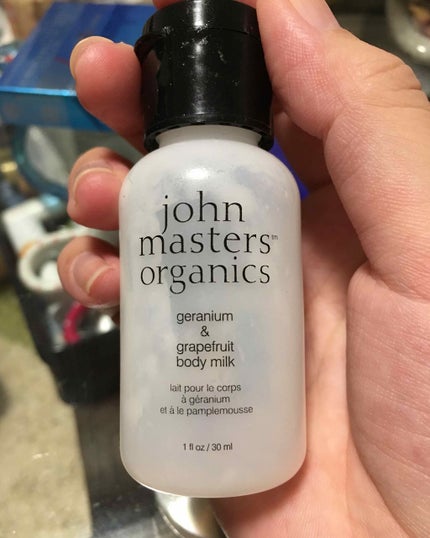 john
masters
organics
geranium
&
grapefruit
body milk
lait pour le corps
à géranium
et à le pamplemousse
1 fl oz / 30 ml